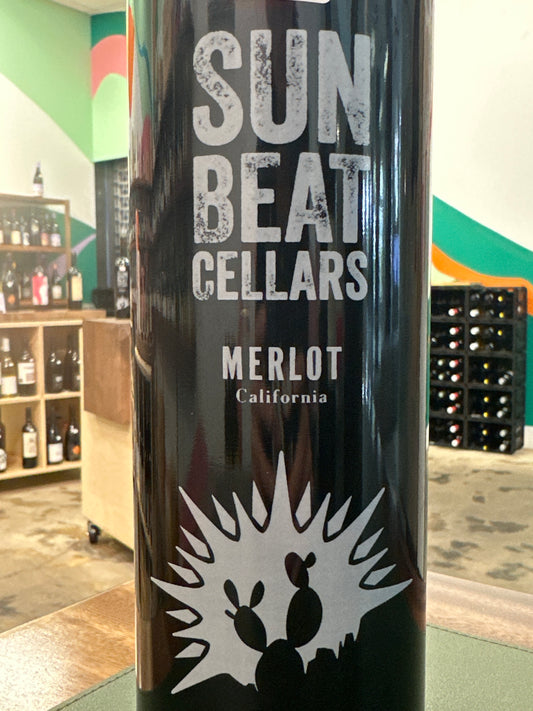 SUN
BEAT
CELLARS
MERLOT
California